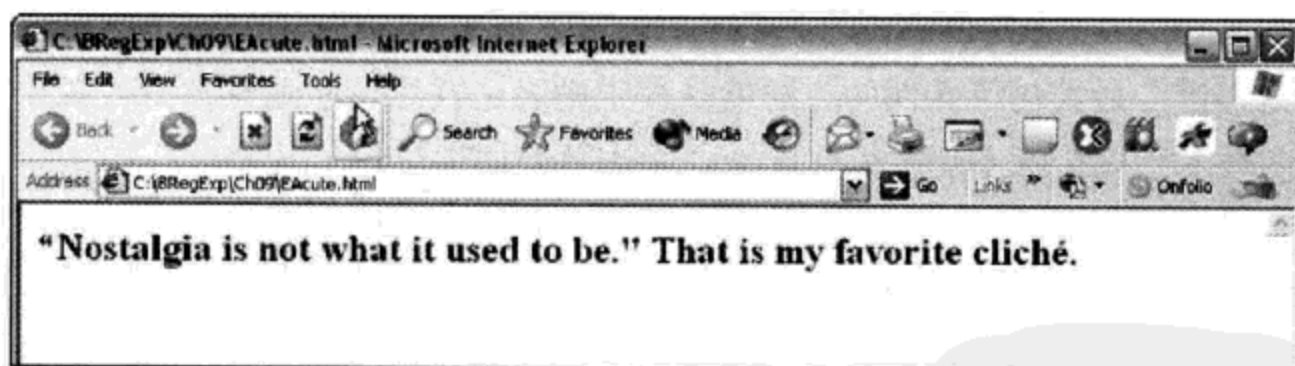 C:\BRegExp\Ch09\EAcute.html - Microsoft Internet Explorer
File Edit View Favorites Tools Help
Back Search Favorites Media
Address C:\BRegExp\Ch09\EAcute.html Go Links » Onfolio
“Nostalgia is not what it used to be." That is my favorite cliché.